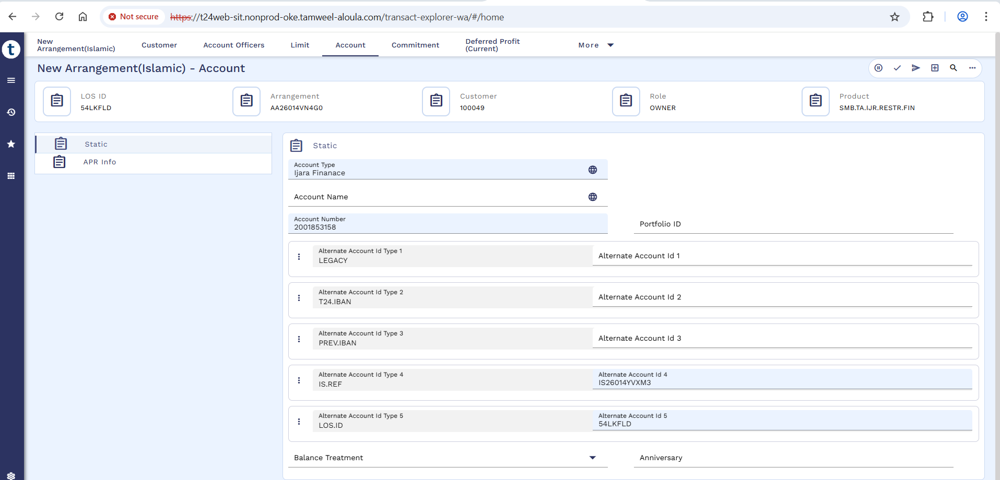 Not secure
https://t24web-sit.nonprod-oke.tamweel-aloula.com/transact-explorer-wa/#/home
t
New
Arrangement(Islamic)
Customer
Account Officers
Limit
Account
Commitment
Deferred Profit
(Current)
More
New Arrangement(Islamic) - Account
LOS ID
54LKFLD
Arrangement
AA26014VN4G0
Customer
100049
Role
OWNER
Product
SMB.TA.IJR.RESTR.FIN
Static
APR Info
Static
Account Type
Ijara Finanace
Account Name
Account Number
2001853158
Portfolio ID
Alternate Account Id Type 1
LEGACY
Alternate Account Id 1
Alternate Account Id Type 2
T24.IBAN
Alternate Account Id 2
Alternate Account Id Type 3
PREV.IBAN
Alternate Account Id 3
Alternate Account Id Type 4
IS.REF
Alternate Account Id 4
IS26014YVXM3
Alternate Account Id Type 5
LOS.ID
Alternate Account Id 5
54LKFLD
Balance Treatment
Anniversary